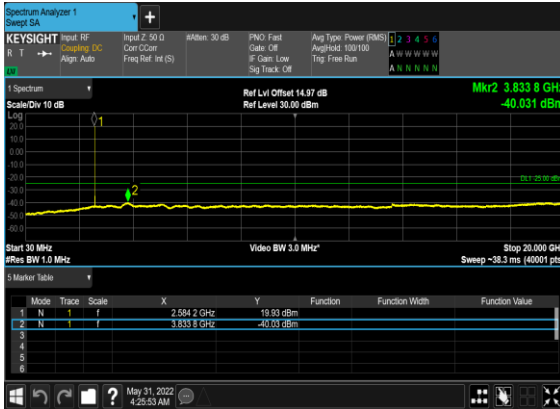 Spectrum Analyzer 1
Swept SA
+
KEYSIGHT Input: RF Input Z: 50 Ω #Atten: 30 dB PNO: Fast Avg Type: Power (RMS) 1 2 3 4 5 6
R T Coupling: DC Corr CCorr Gate: Off Avg|Hold: 100/100 A W W W W W
Align: Auto Freq Ref: Int (S) IF Gain: Low Trig: Free Run
Sig Track: Off A N N N N N
1 Spectrum Ref Lvl Offset 14.97 dB Mkr2 3.833 8 GHz
Scale/Div 10 dB Ref Level 30.00 dBm -40.031 dBm
Log
20.0
10.0
0.00
-10.0
-20.0
-30.0
-40.0
-50.0
-60.0
1
2
Start 30 MHz Video BW 3.0 MHz* Stop 20.000 GH
#Res BW 1.0 MHz Sweep ~38.3 ms (40001 pts
5 Marker Table
Mode Trace Scale X Y Function Function Width Function Value
1 N 1 f 2.584 2 GHz 19.93 dBm
2 N 1 f 3.833 8 GHz -40.03 dBm
3
4
5
6
? May 31, 2022
4:25:53 AM